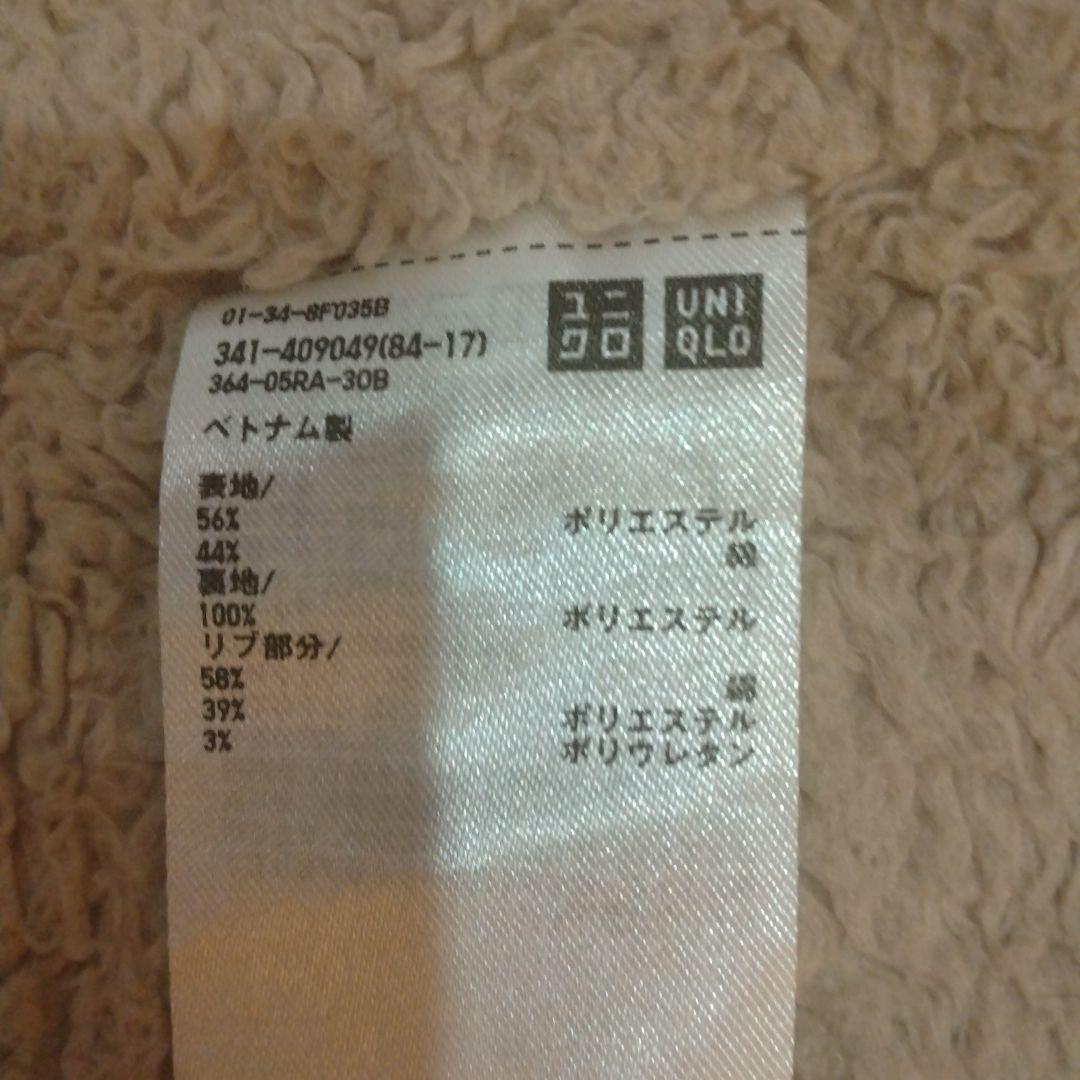 ユニ
クロ
UNI
QLO
01-34-8F035B
341-409049(84-17)
364-05RA-30B
ベトナム製
表地/
56% ポリエステル
44% 綿
裏地/
100% ポリエステル
リブ部分/
58% 綿
39% ポリエステル
3% ポリウレタン